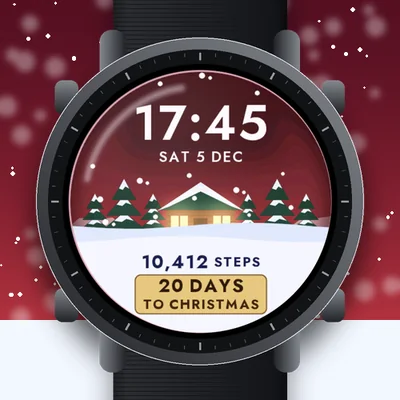 17:45
SAT 5 DEC
10,412 STEPS
20 DAYS
TO CHRISTMAS